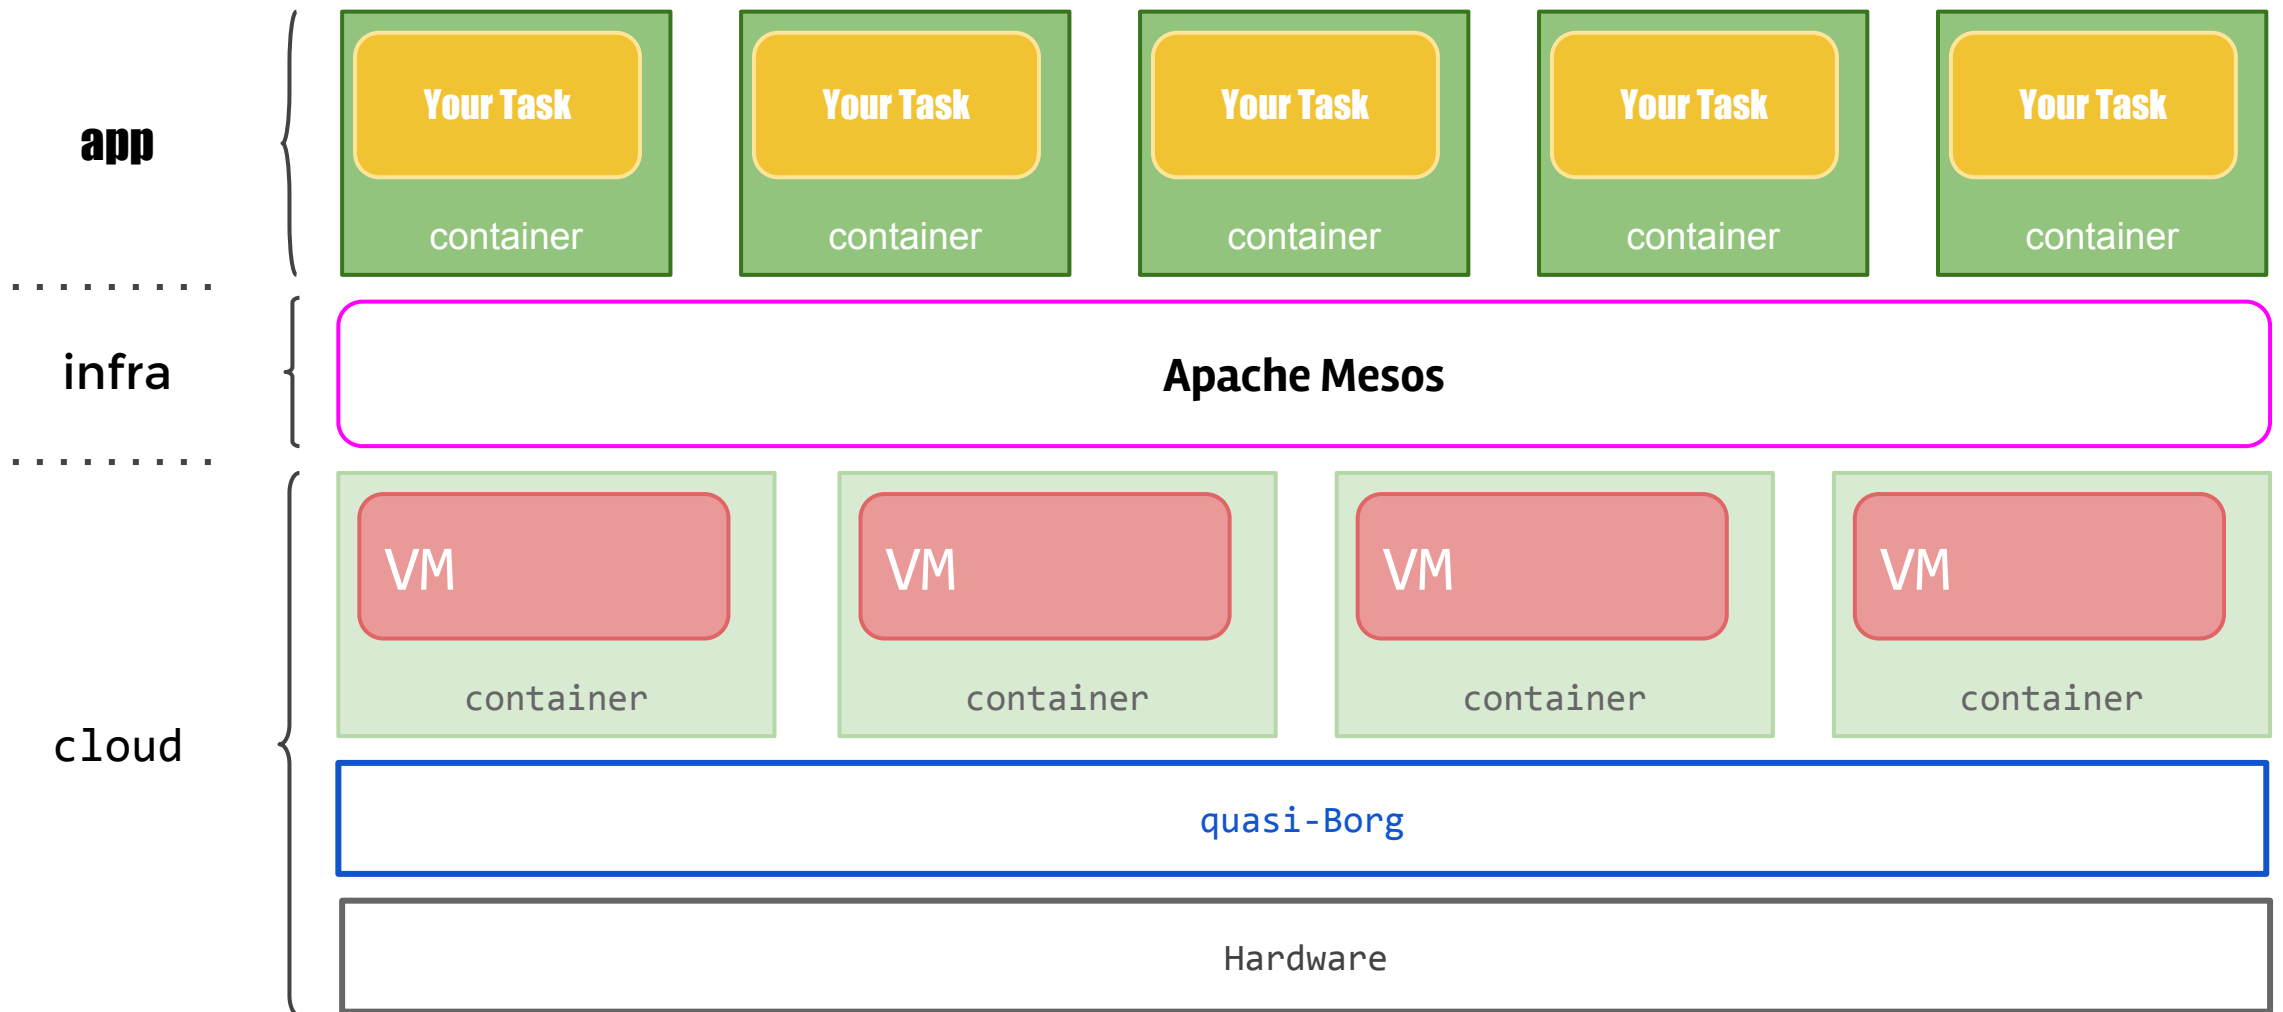 Your Task
Your Task
Your Task
Your Task
Your Task
app
container
container
container
container
container
infra
Apache Mesos
VM
VM
VM
VM
container
container
container
container
cloud
quasi-Borg
Hardware